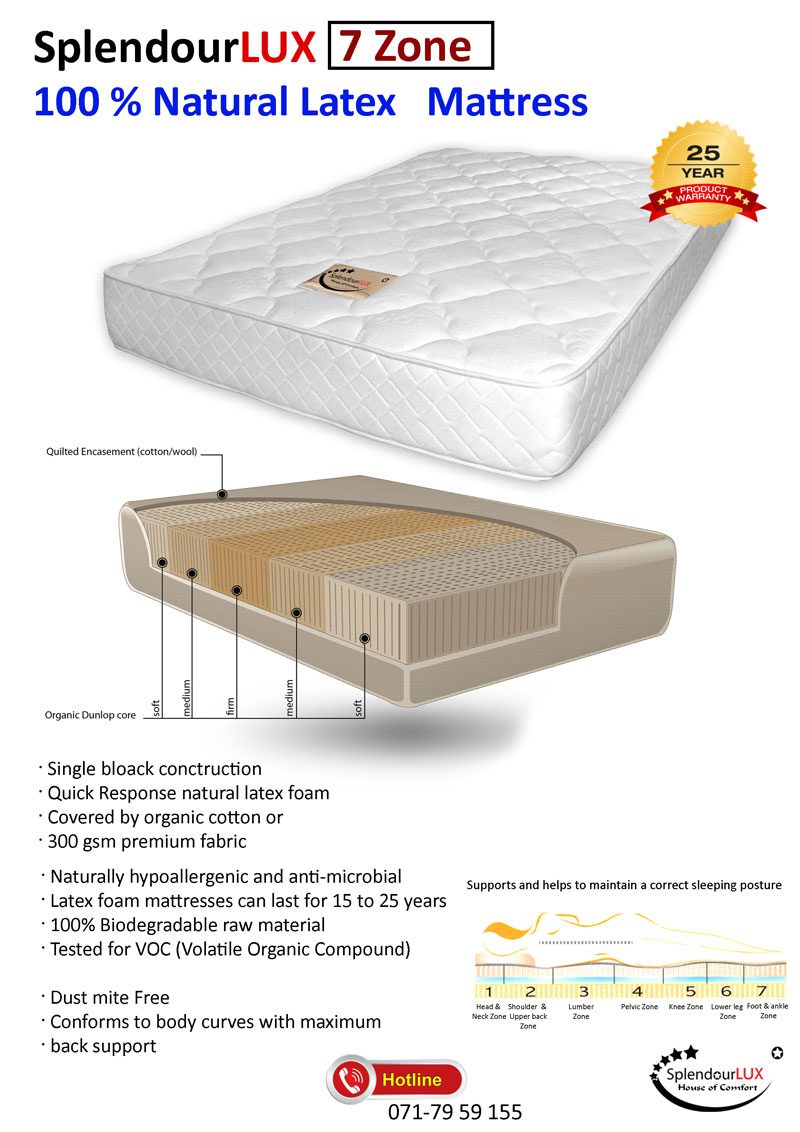 SplendourLUX 7 Zone
100 % Natural Latex Mattress
25
YEAR
PRODUCT
WARRANTY
SplendourLUX
House of Comfort
Quilted Encasement (cotton/wool)
soft
medium
firm
medium
soft
Organic Dunlop core
· Single bloack conctruction
· Quick Response natural latex foam
· Covered by organic cotton or
· 300 gsm premium fabric
· Naturally hypoallergenic and anti-microbial
· Latex foam mattresses can last for 15 to 25 years
· 100% Biodegradable raw material
· Tested for VOC (Volatile Organic Compound)
· Dust mite Free
· Conforms to body curves with maximum
· back support
Supports and helps to maintain a correct sleeping posture
1 2 3 4 5 6 7
Head & Neck Zone
Shoulder & Upper back Zone
Lumber Zone
Pelvic Zone
Knee Zone
Lower leg Zone
Foot & ankle Zone
Hotline
071-79 59 155
SplendourLUX
House of Comfort